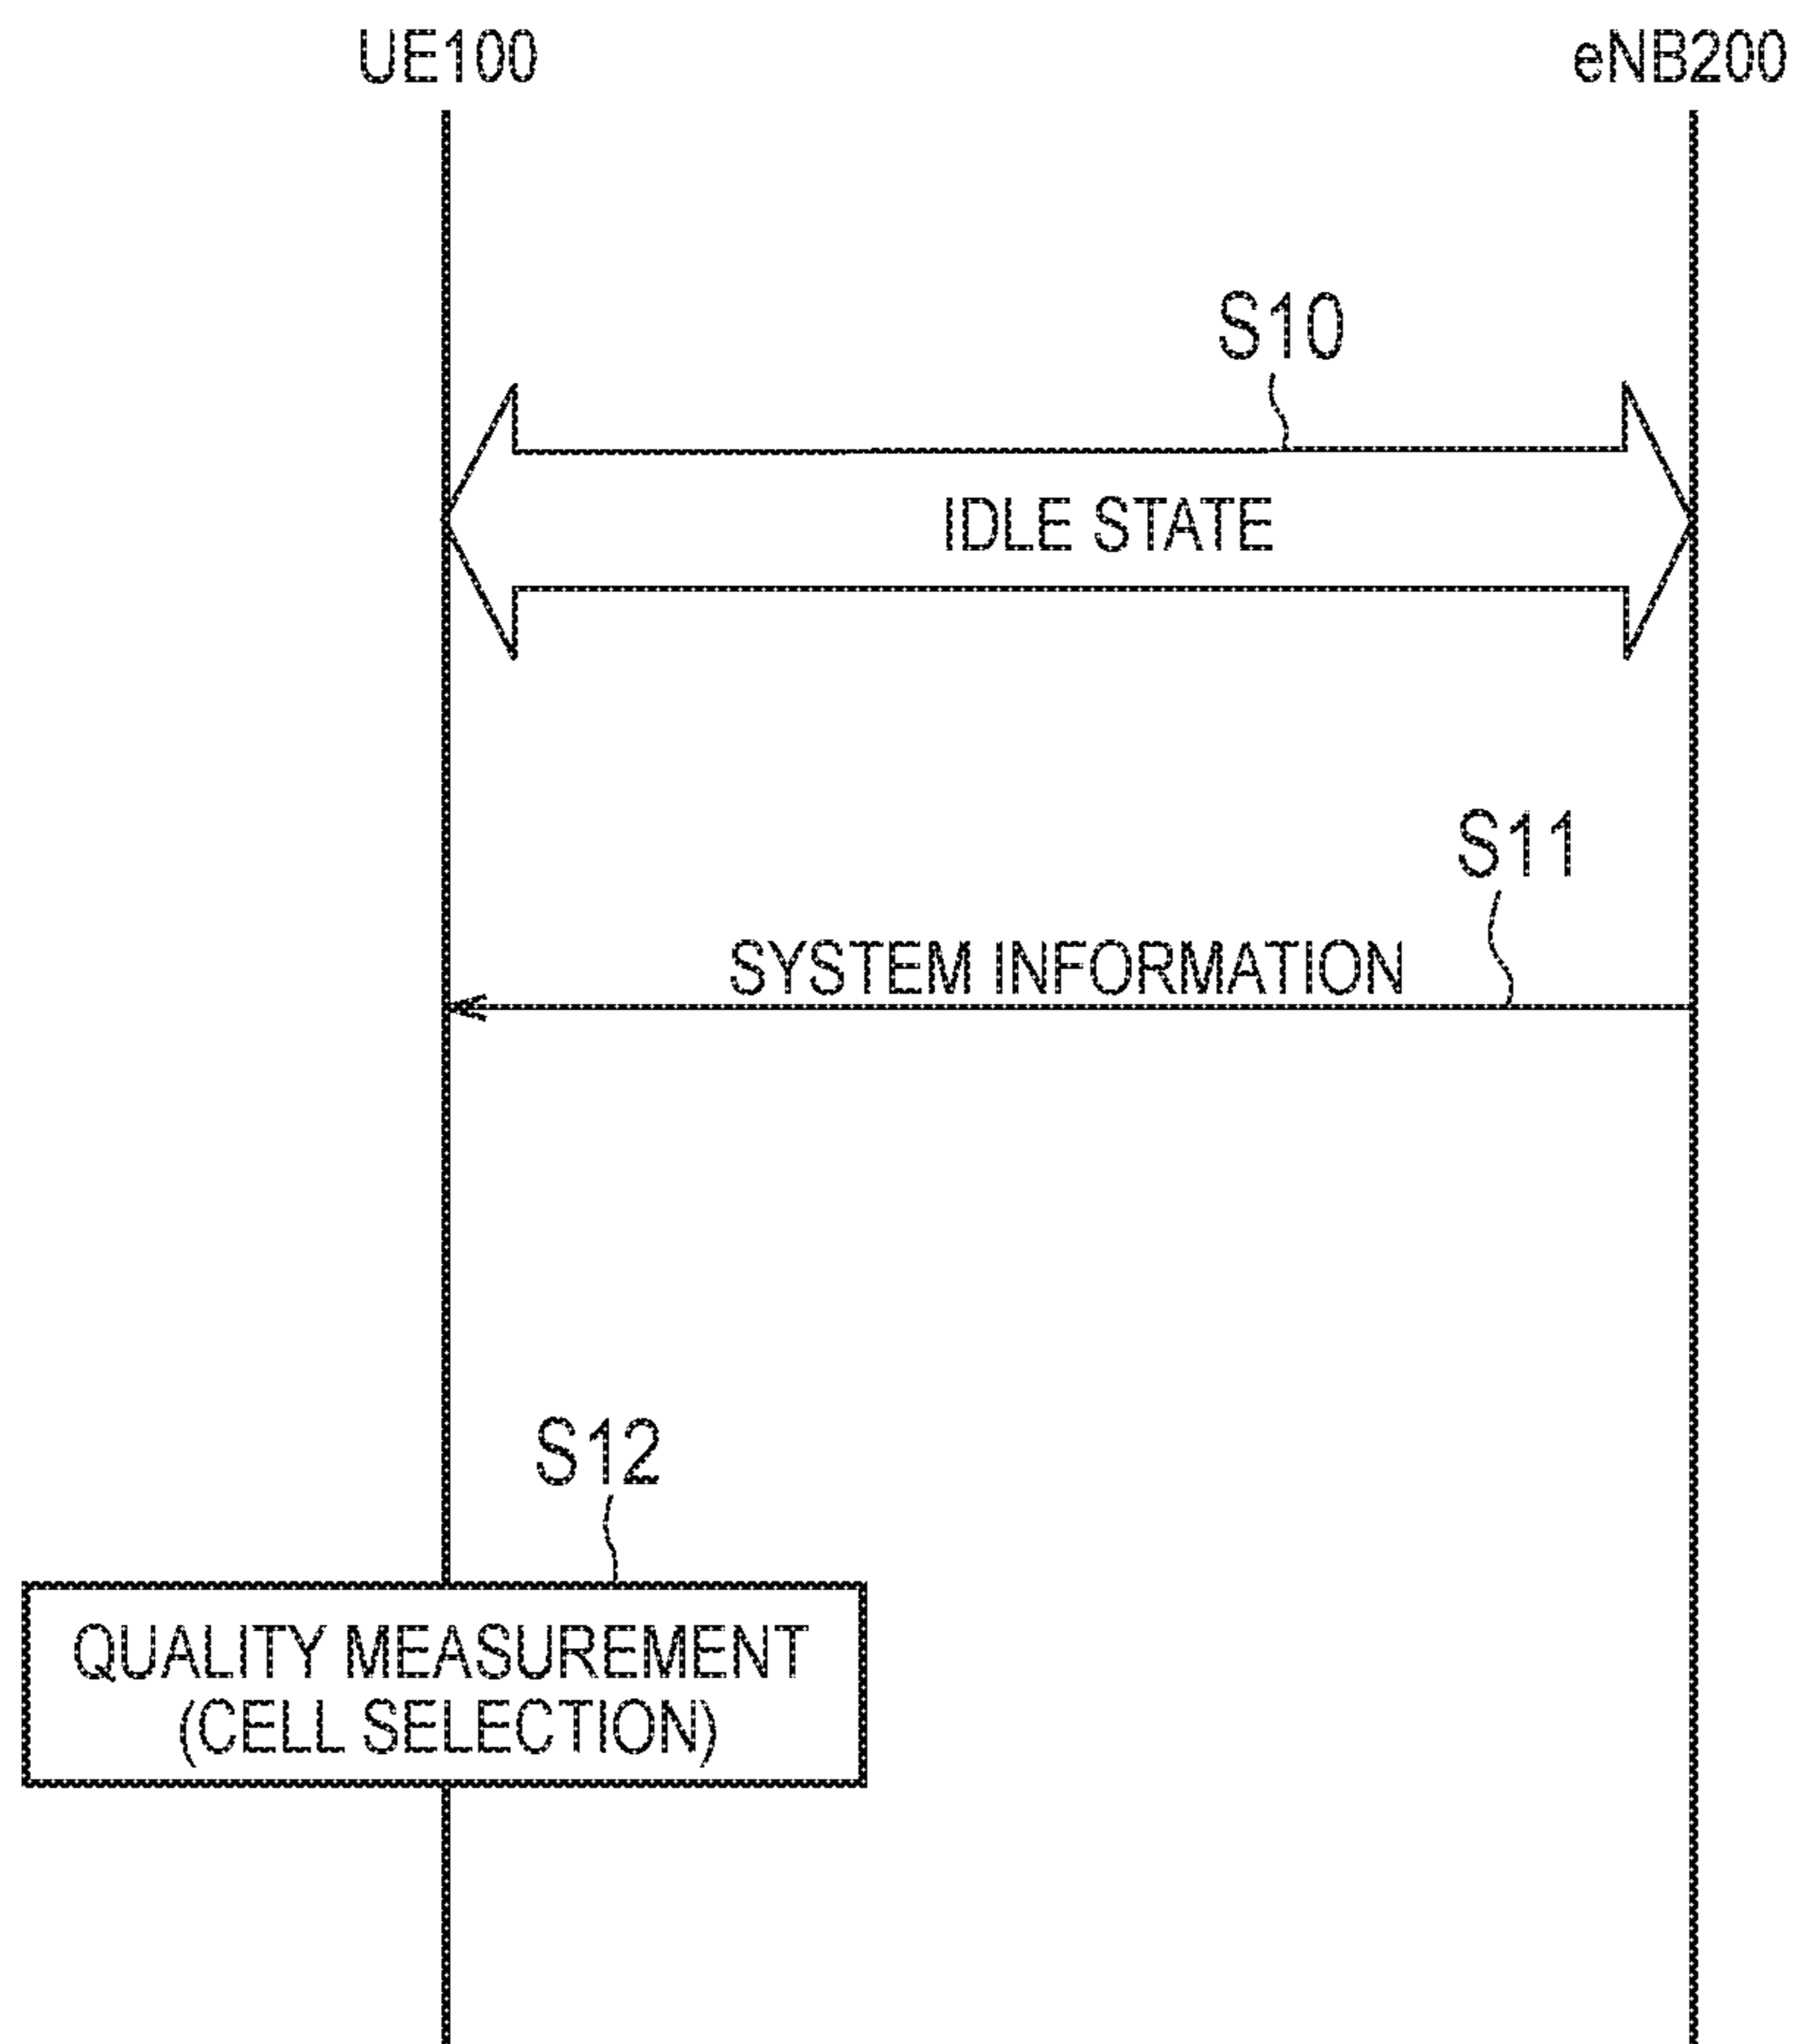 UE100
eNB200
S10
IDLE STATE
S11
SYSTEM INFORMATION
S12
QUALITY MEASUREMENT
(CELL SELECTION)